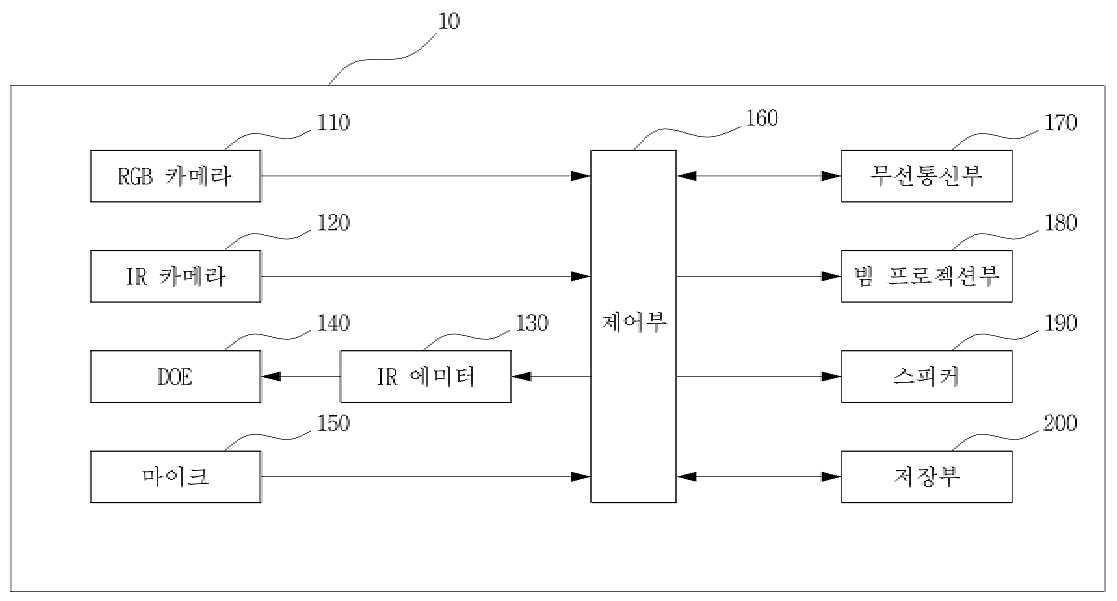 10
110
160
170
RGB 카메라
무선통신부
120
180
IR 카메라
빔 프로젝션부
제어부
140
130
190
DOE
IR 에미터
스피커
150
200
마이크
저장부